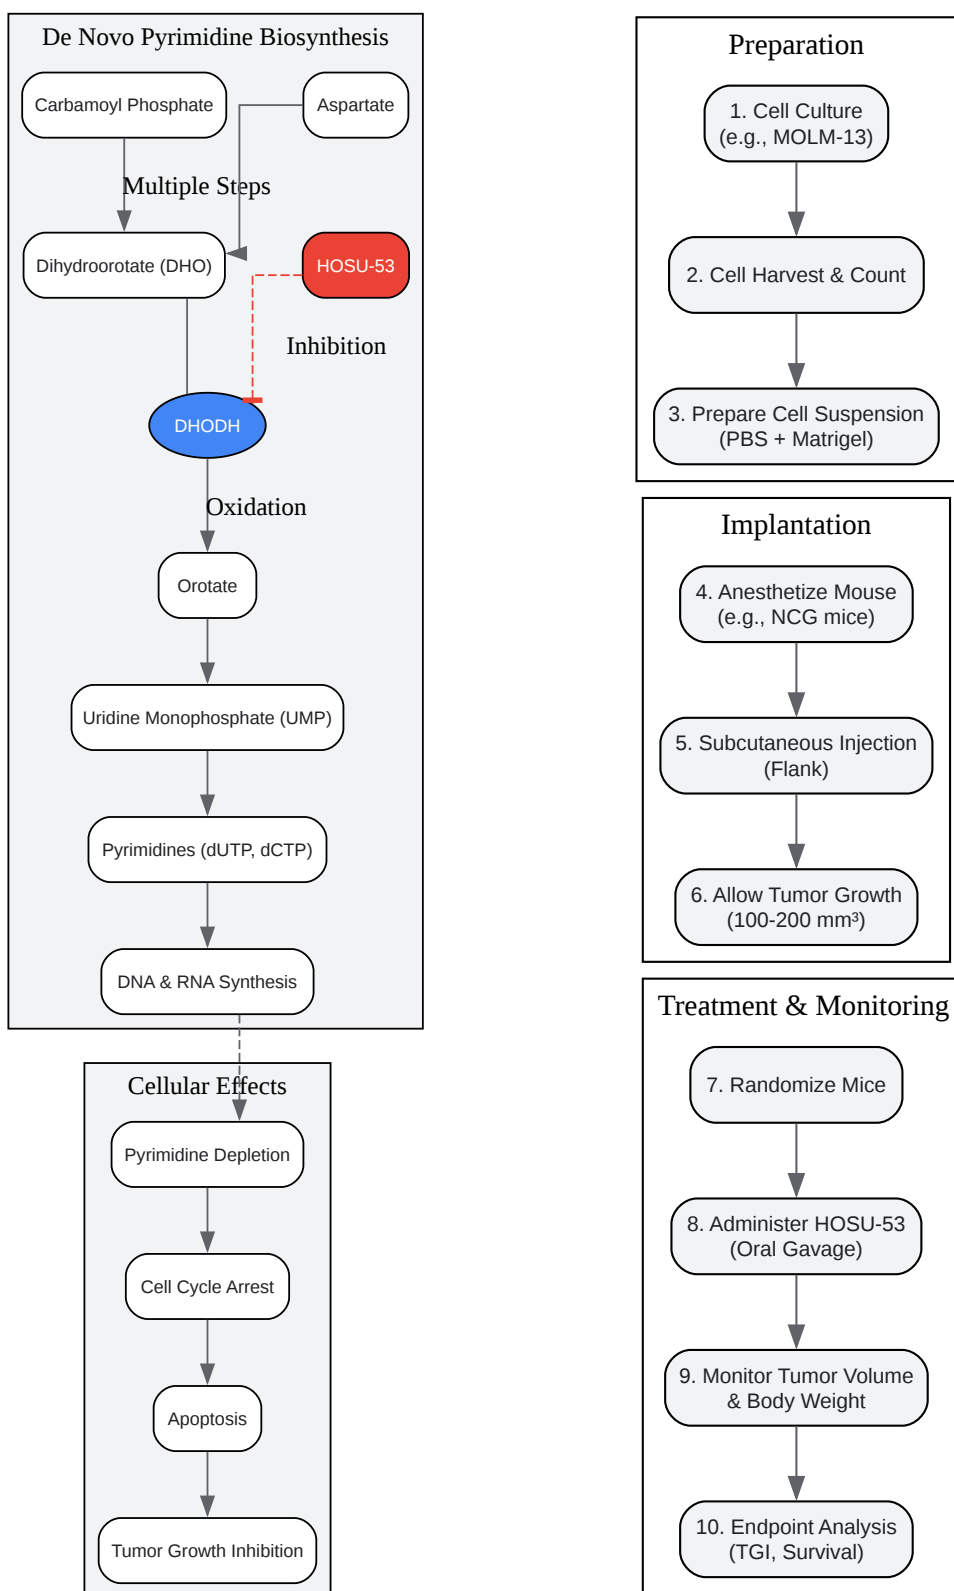 De Novo Pyrimidine Biosynthesis
Carbamoyl Phosphate
Aspartate
Multiple Steps
Dihydroorotate (DHO)
HOSU-53
Inhibition
DHODH
Oxidation
Orotate
Uridine Monophosphate (UMP)
Pyrimidines (dUTP, dCTP)
DNA & RNA Synthesis
Cellular Effects
Pyrimidine Depletion
Cell Cycle Arrest
Apoptosis
Tumor Growth Inhibition
Preparation
1. Cell Culture
(e.g., MOLM-13)
2. Cell Harvest & Count
3. Prepare Cell Suspension
(PBS + Matrigel)
Implantation
4. Anesthetize Mouse
(e.g., NCG mice)
5. Subcutaneous Injection
(Flank)
6. Allow Tumor Growth
(100-200 mm³)
Treatment & Monitoring
7. Randomize Mice
8. Administer HOSU-53
(Oral Gavage)
9. Monitor Tumor Volume
& Body Weight
10. Endpoint Analysis
(TGI, Survival)